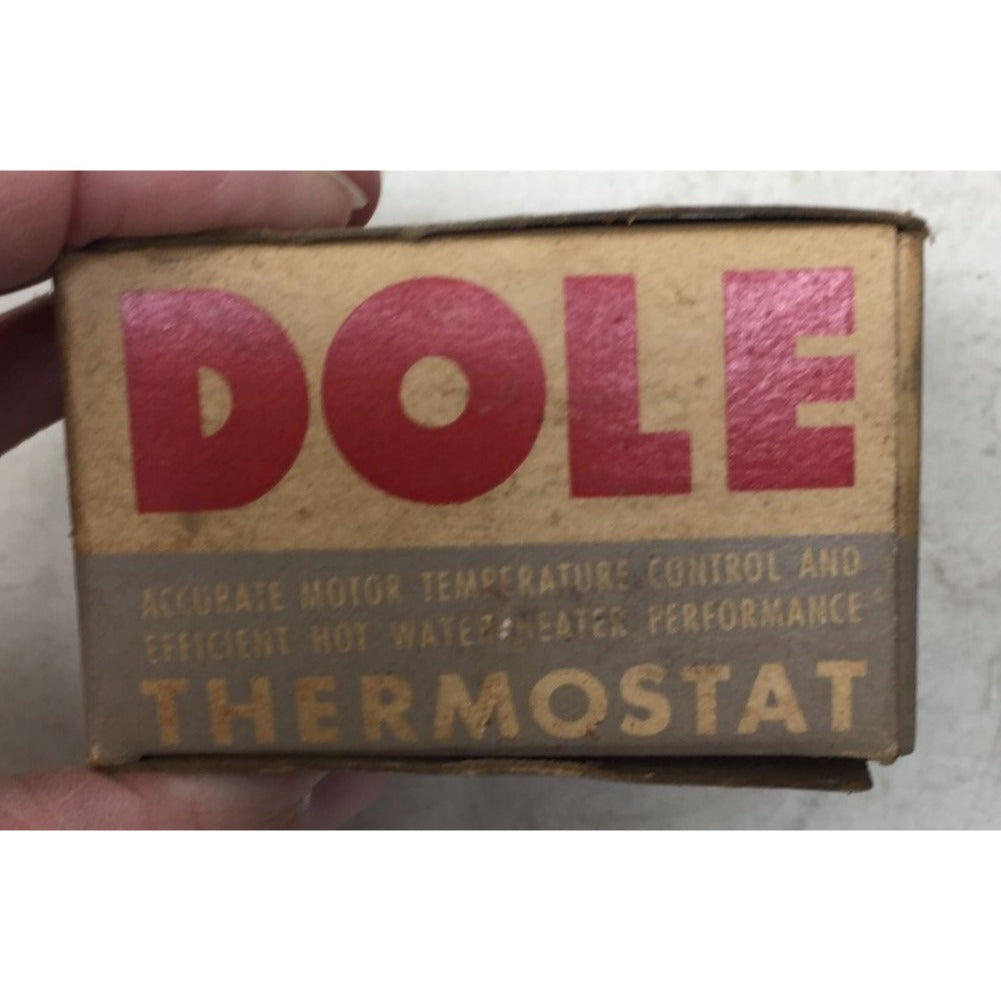 DOLE
ACCURATE MOTOR TEMPERATURE CONTROL AND
EFFICIENT HOT WATER HEATER PERFORMANCE
THERMOSTAT